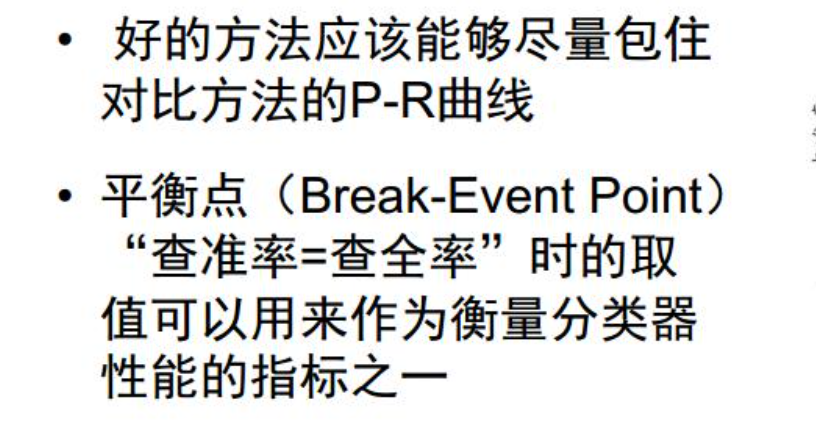 • 好的方法应该能够尽量包住
对比方法的P-R曲线
• 平衡点（Break-Event Point）
“查准率=查全率”时的取
值可以用来作为衡量分类器
性能的指标之一